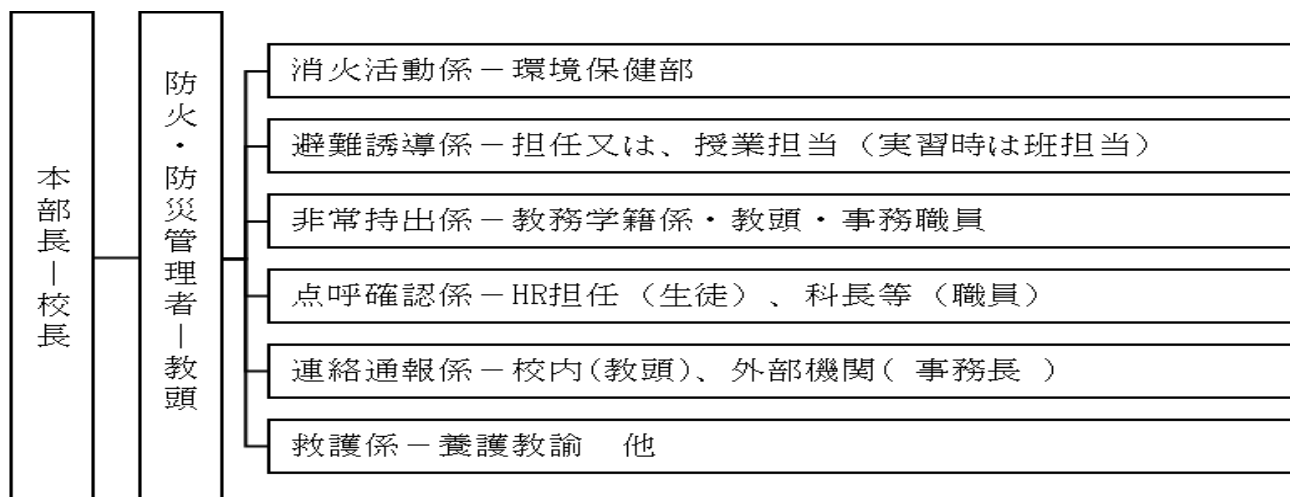 本部長－校長
防火・防災管理者－教頭
消火活動係－環境保健部
避難誘導係－担任又は、授業担当（実習時は班担当）
非常持出係－教務学籍係・教頭・事務職員
点呼確認係－HR担任（生徒）、科長等（職員）
連絡通報係－校内(教頭)、外部機関( 事務長 ）
救護係－養護教諭　他